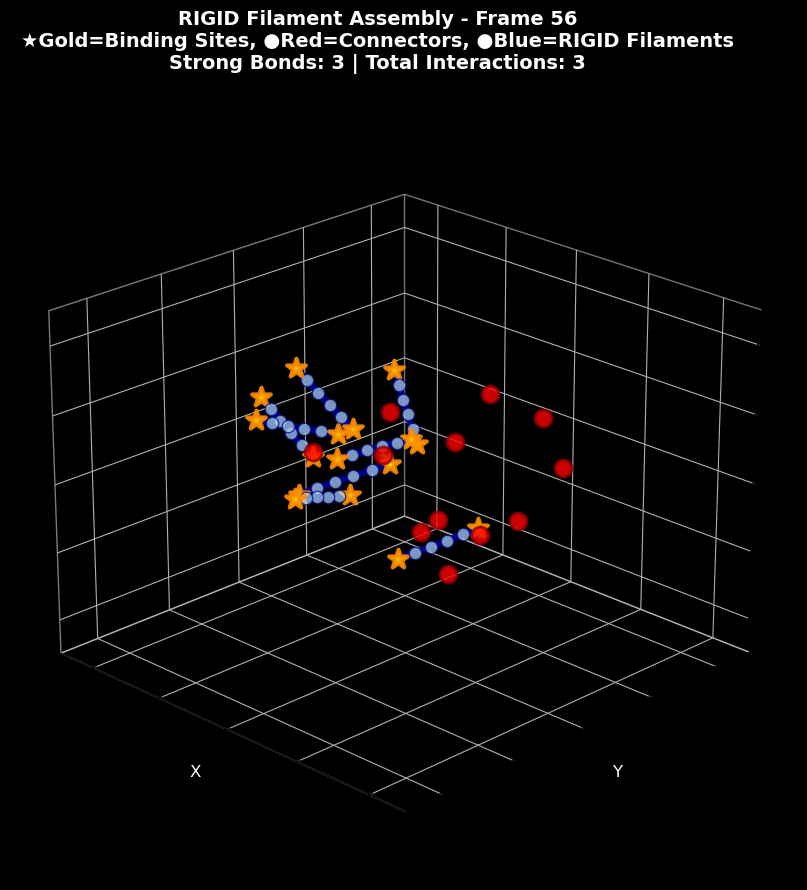 RIGID Filament Assembly - Frame 56
★Gold=Binding Sites, ●Red=Connectors, ●Blue=RIGID Filaments
Strong Bonds: 3 | Total Interactions: 3
X
Y